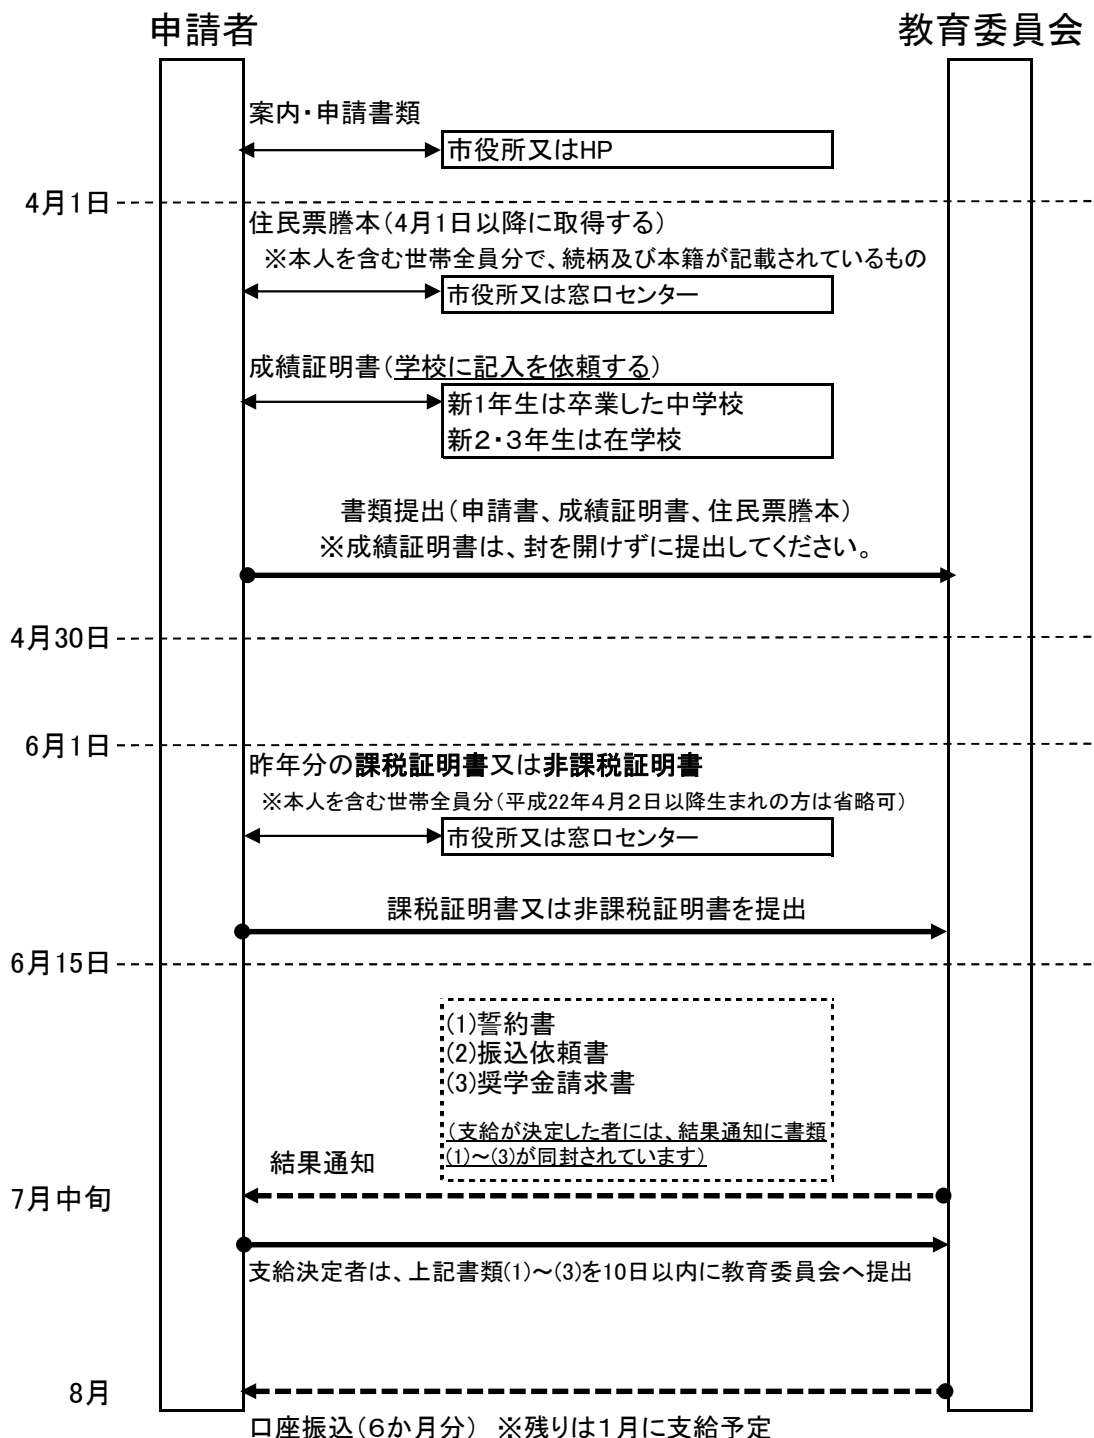 申請者
教育委員会
案内・申請書類
市役所又はHP
4月1日
住民票謄本（4月1日以降に取得する）
※本人を含む世帯全員分で、続柄及び本籍が記載されているもの
市役所又は窓口センター
成績証明書（学校に記入を依頼する）
新1年生は卒業した中学校
新２・３年生は在学校
書類提出（申請書、成績証明書、住民票謄本）
※成績証明書は、封を開けずに提出してください。
4月30日
6月1日
昨年分の課税証明書又は非課税証明書
※本人を含む世帯全員分（平成22年４月２日以降生まれの方は省略可）
市役所又は窓口センター
課税証明書又は非課税証明書を提出
6月15日
(1)誓約書
(2)振込依頼書
(3)奨学金請求書
（支給が決定した者には、結果通知に書類
(1)～(3)が同封されています）
結果通知
7月中旬
支給決定者は、上記書類(1)～(3)を10日以内に教育委員会へ提出
8月
口座振込（６か月分）　※残りは１月に支給予定